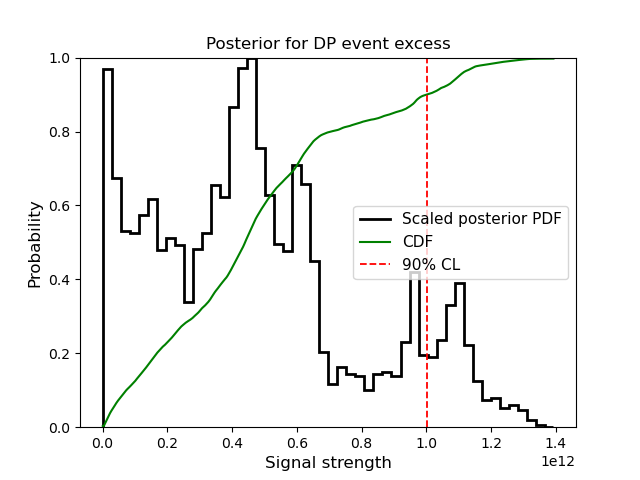 Posterior for DP event excess
Probability
1.0
0.8
0.6
0.4
0.2
0.0
Scaled posterior PDF
CDF
90% CL
0.0 0.2 0.4 0.6 0.8 1.0 1.2 1.4
1e12
Signal strength